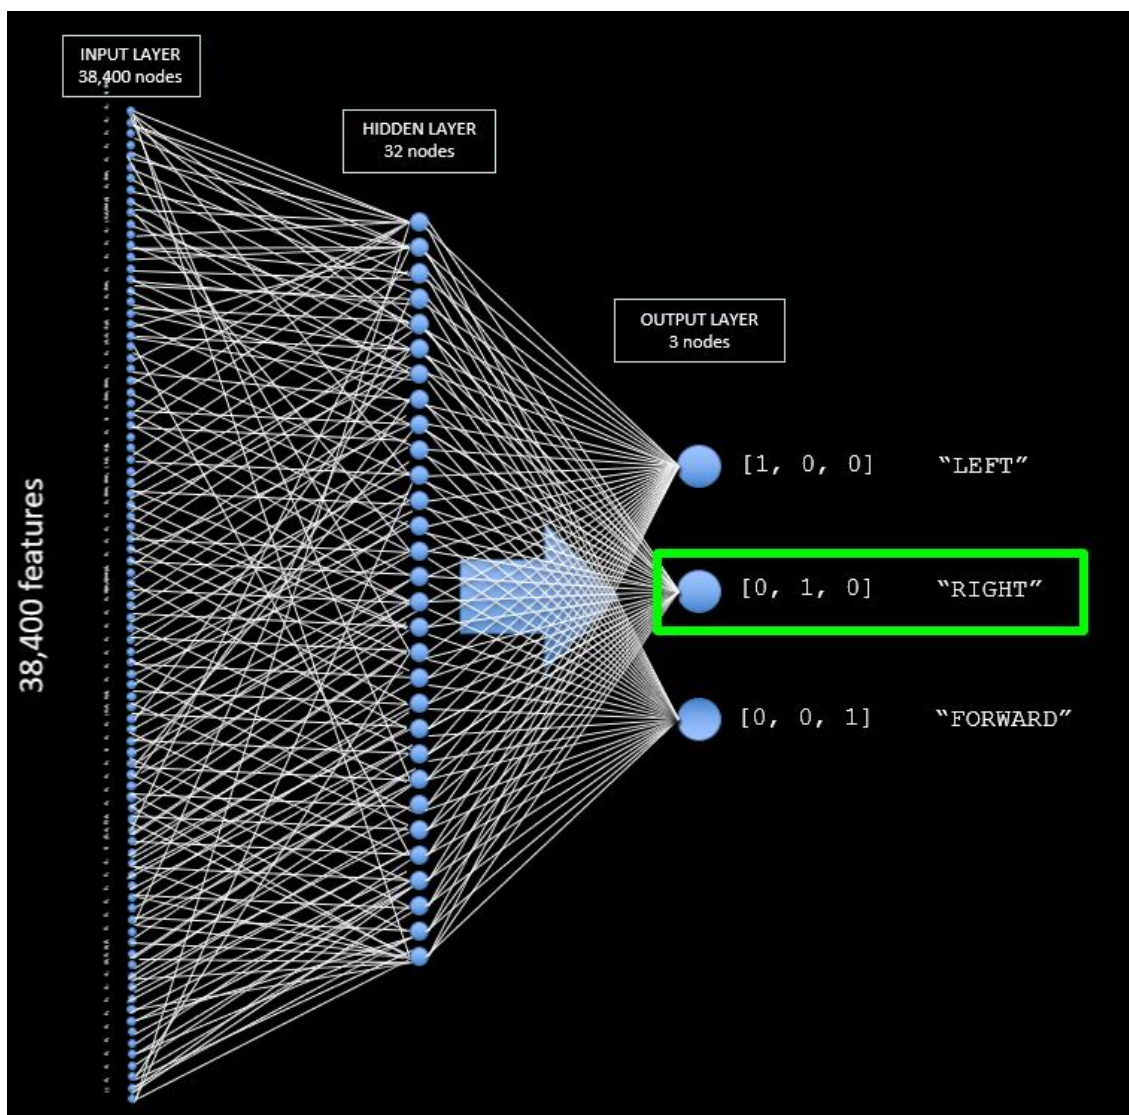 INPUT LAYER
38,400 nodes
HIDDEN LAYER
32 nodes
OUTPUT LAYER
3 nodes
38,400 features
[1, 0, 0] “LEFT”
[0, 1, 0] “RIGHT”
[0, 0, 1] “FORWARD”